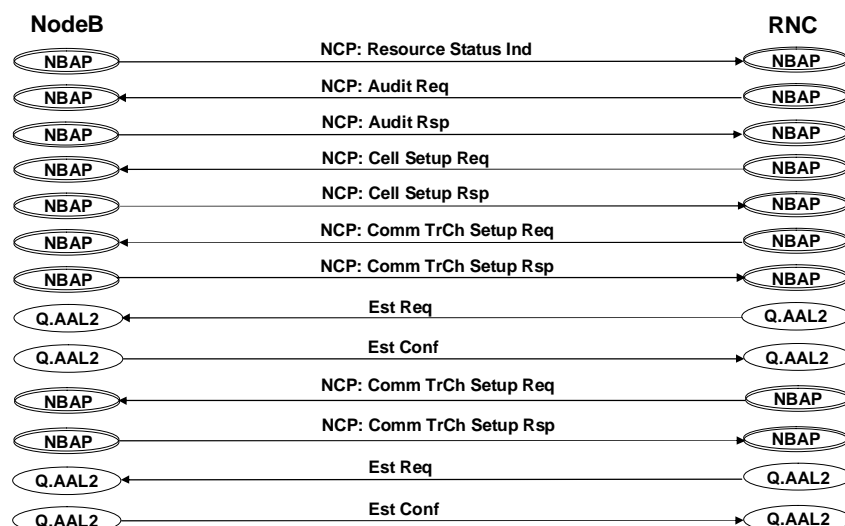 NodeB RNC
NBAP NCP: Resource Status Ind NBAP
NBAP NCP: Audit Req NBAP
NBAP NCP: Audit Rsp NBAP
NBAP NCP: Cell Setup Req NBAP
NBAP NCP: Cell Setup Rsp NBAP
NBAP NCP: Comm TrCh Setup Req NBAP
NBAP NCP: Comm TrCh Setup Rsp NBAP
Q.AAL2 Est Req Q.AAL2
Q.AAL2 Est Conf Q.AAL2
NBAP NCP: Comm TrCh Setup Req NBAP
NBAP NCP: Comm TrCh Setup Rsp NBAP
Q.AAL2 Est Req Q.AAL2
Q.AAL2 Est Conf Q.AAL2